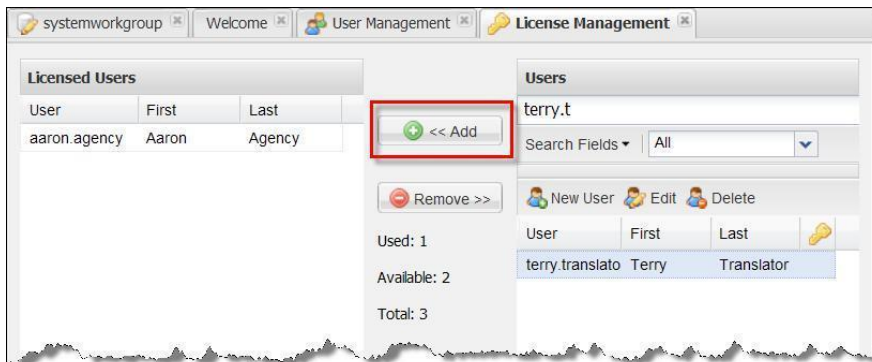 systemworkgroup
Welcome
User Management
License Management
Licensed Users
User First Last
aaron.agency Aaron Agency
<< Add
Remove >>
Used: 1
Available: 2
Total: 3
Users
terry.t
Search Fields All
New User Edit Delete
User First Last
terry.translato Terry Translator